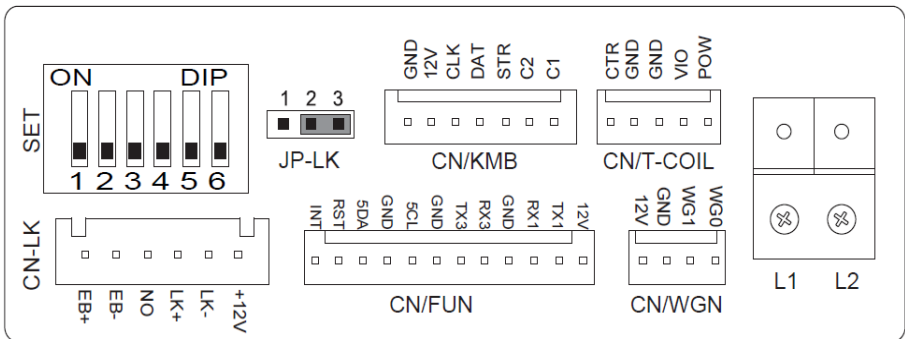 ON DIP
SET
1 2 3 4 5 6
1 2 3
JP-LK
GND 12V CLK DAT STR C2 C1
CN/KMB
CTR GND GND VIO POW
CN/T-COIL
CN-LK
EB+ EB- NO LK+ LK- +12V
INT RST 5DA GND 5CL GND TX3 RX3 GND RX1 TX1 12V
CN/FUN
12V GND WG1 WG0
CN/WGN
L1 L2